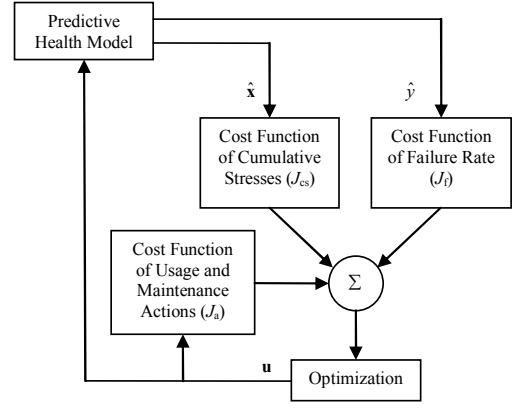 Predictive
Health Model
x̂
ŷ
Cost Function
of Cumulative
Stresses (Jcs)
Cost Function
of Failure Rate
(Jf)
Cost Function
of Usage and
Maintenance
Actions (Ja)
Σ
u
Optimization